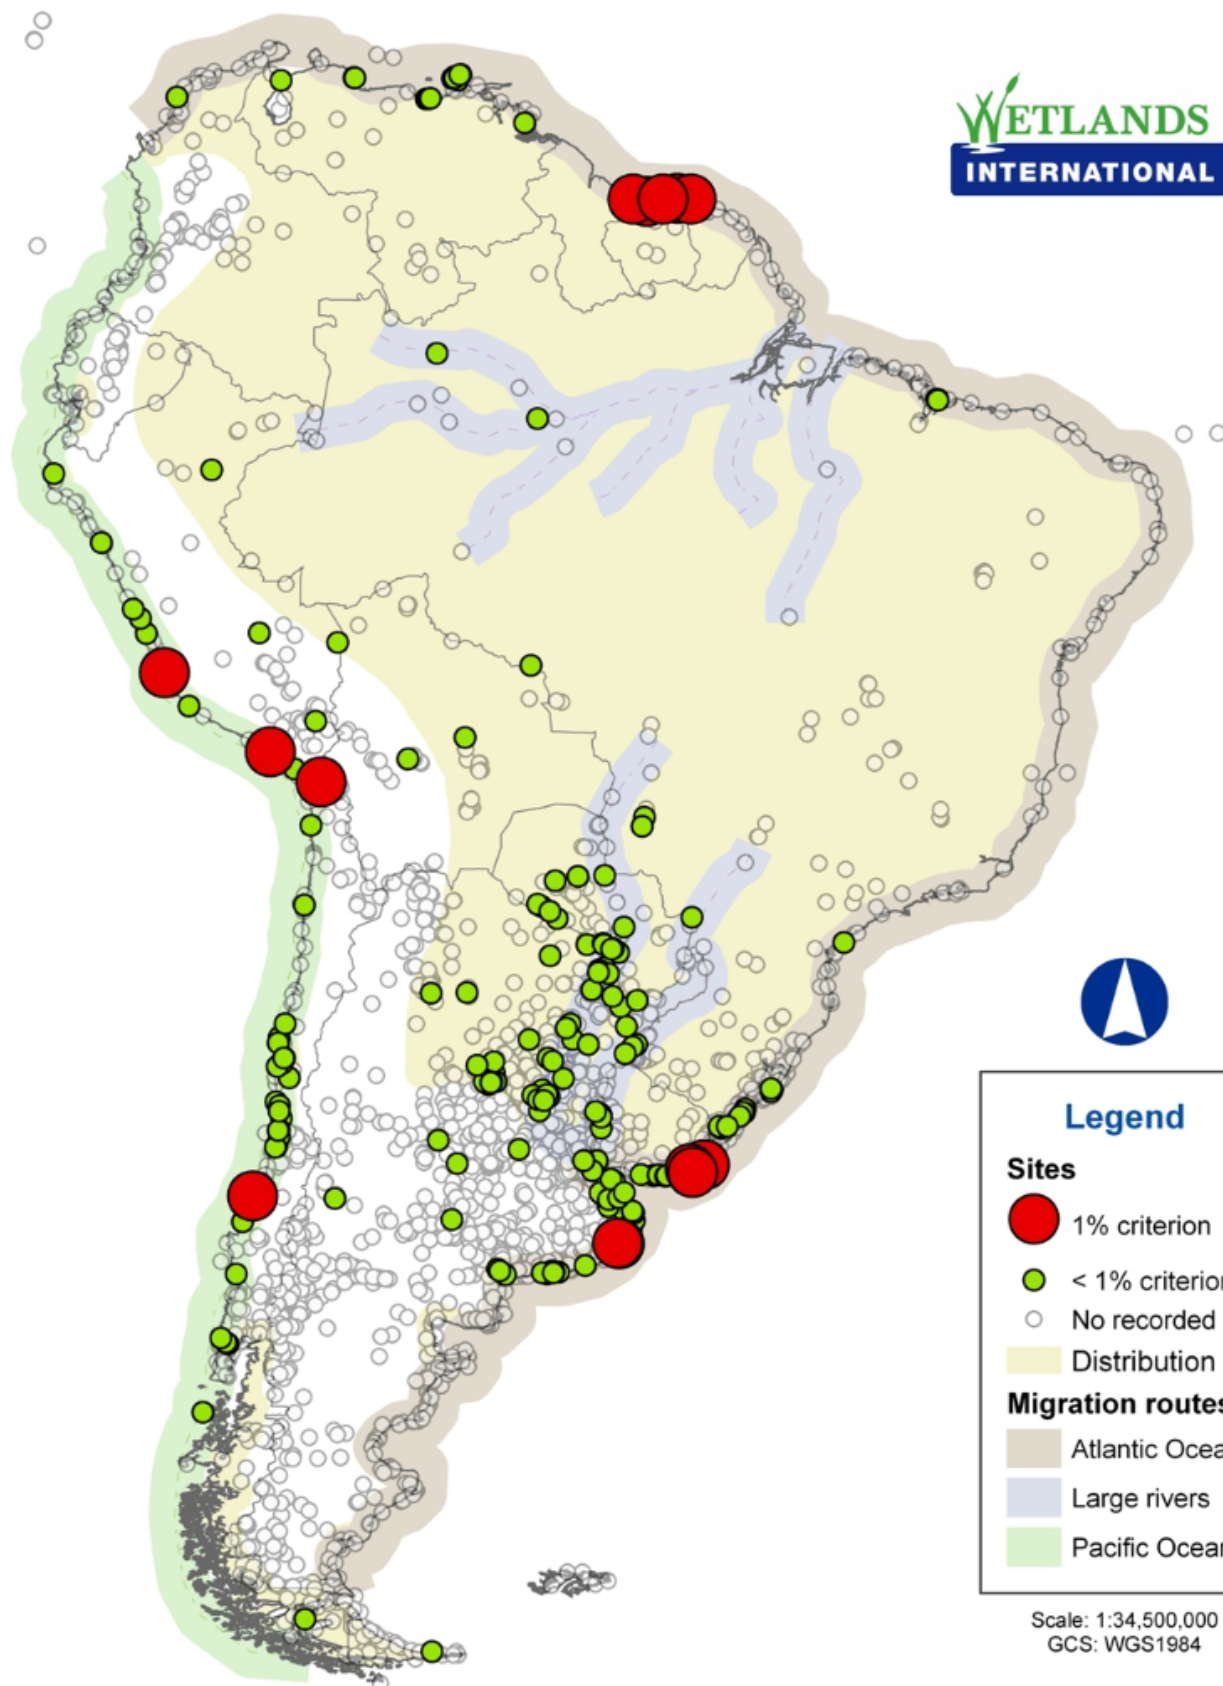 WETLANDS
INTERNATIONAL
Legend
Sites
1% criterion
< 1% criterion
No recorded
Distribution
Migration routes
Atlantic Ocea
Large rivers
Pacific Ocean
Scale: 1:34,500,000
GCS: WGS1984